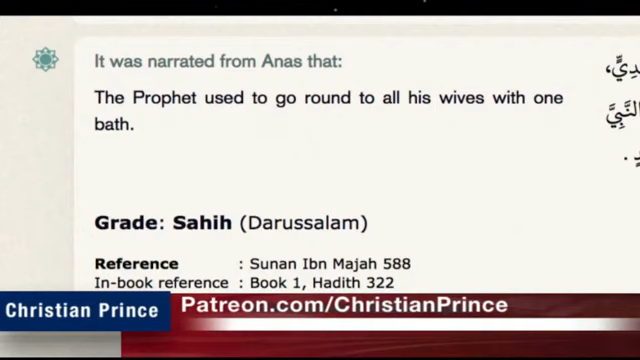 It was narrated from Anas that:
The Prophet used to go round to all his wives with one
bath.
النَّبِيَّ
Grade: Sahih (Darussalam)
Reference : Sunan Ibn Majah 588
In-book reference : Book 1, Hadith 322
Christian Prince
Patreon.com/ChristianPrince